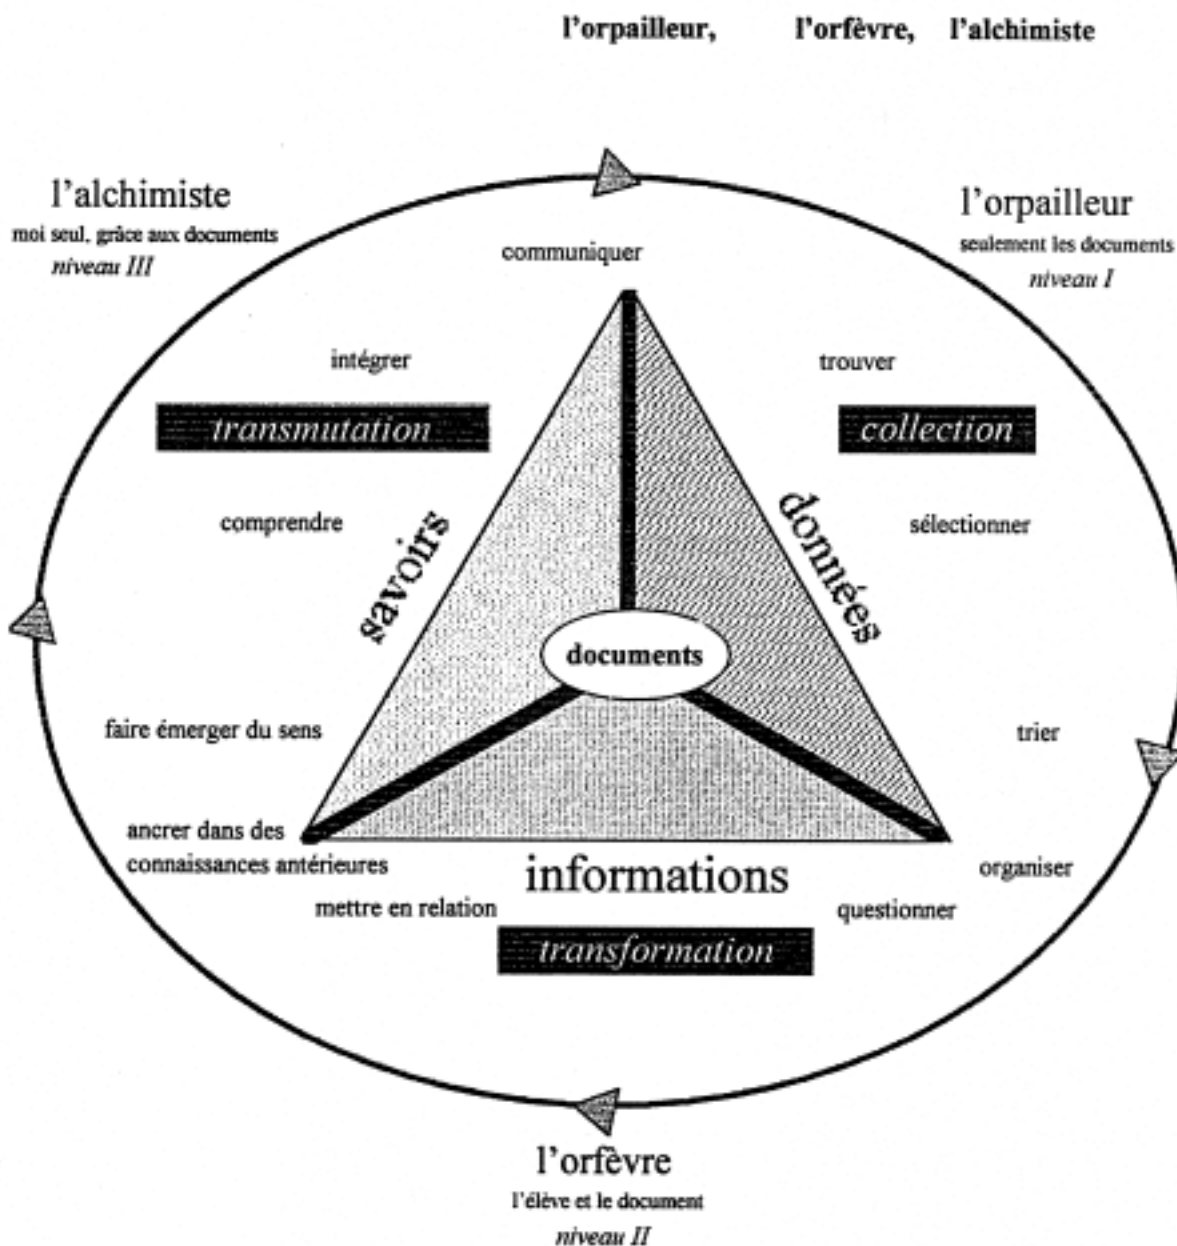 l'orpailleur, l'orfèvre, l'alchimiste
l'alchimiste
moi seul, grâce aux documents
niveau III
l'orpailleur
seulement les documents
niveau I
communiquer
intégrer
trouver
transmutation
collection
comprendre
sélectionner
savoirs
données
documents
faire émerger du sens
trier
ancrer dans des
connaissances antérieures
informations
organiser
mettre en relation
questionner
transformation
l'orfèvre
l'élève et le document
niveau II